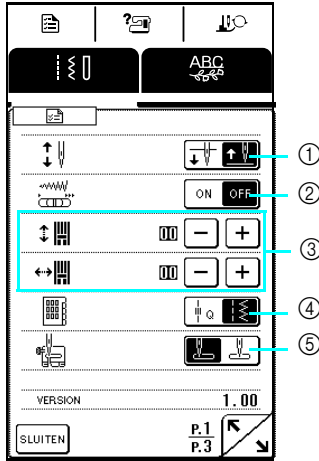 ?
ABC
①
ON OFF ②
00 − +
③
00 − +
Q ④
⑤
VERSION 1.00
SLUITEN P.1
P.3